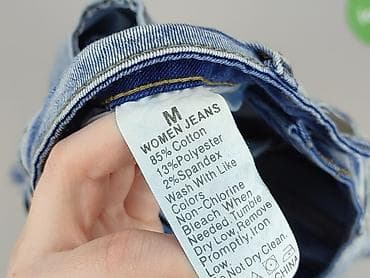 M
WOMEN JEANS
85% Cotton
13%Polyester
2%Spandex
Wash With Like
Colors
Non-Chlorine
Bleach When
Needed Tumble
Dry Low Remove
Promptly.Iron
Low.
Do Not Dry Clean.